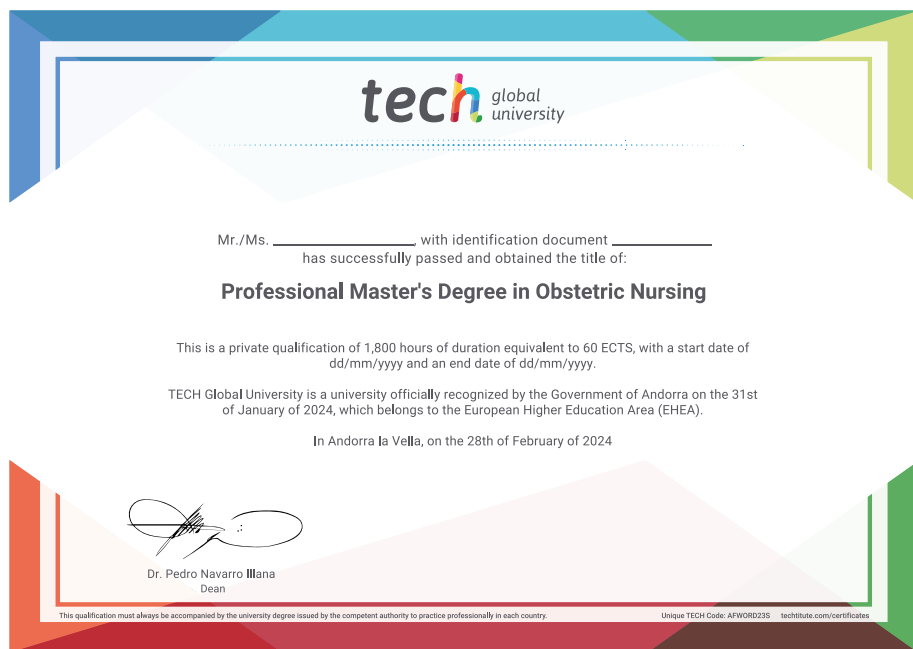 tech global university
Mr./Ms. ____________, with identification document ____________
has successfully passed and obtained the title of:
Professional Master's Degree in Obstetric Nursing
This is a private qualification of 1,800 hours of duration equivalent to 60 ECTS, with a start date of
dd/mm/yyyy and an end date of dd/mm/yyyy.
TECH Global University is a university officially recognized by the Government of Andorra on the 31st
of January of 2024, which belongs to the European Higher Education Area (EHEA).
In Andorra la Vella, on the 28th of February of 2024
Dr. Pedro Navarro Illana
Dean
This qualification must always be accompanied by the university degree issued by the competent authority to practice professionally in each country.
Unique TECH Code: AFWORD23S techtitute.com/certificates